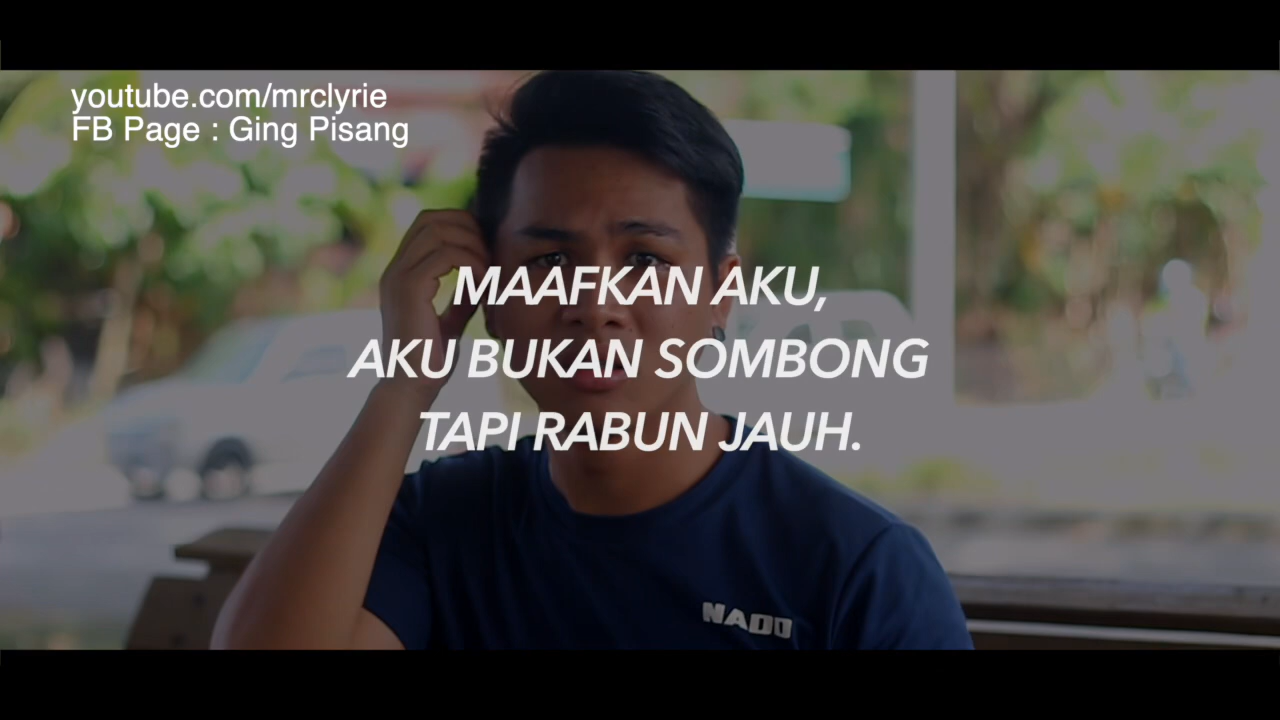 youtube.com/mrclyrie
FB Page : Ging Pisang
MAAFKAN AKU,
AKU BUKAN SOMBONG
TAPI RABUN JAUH.
NADO